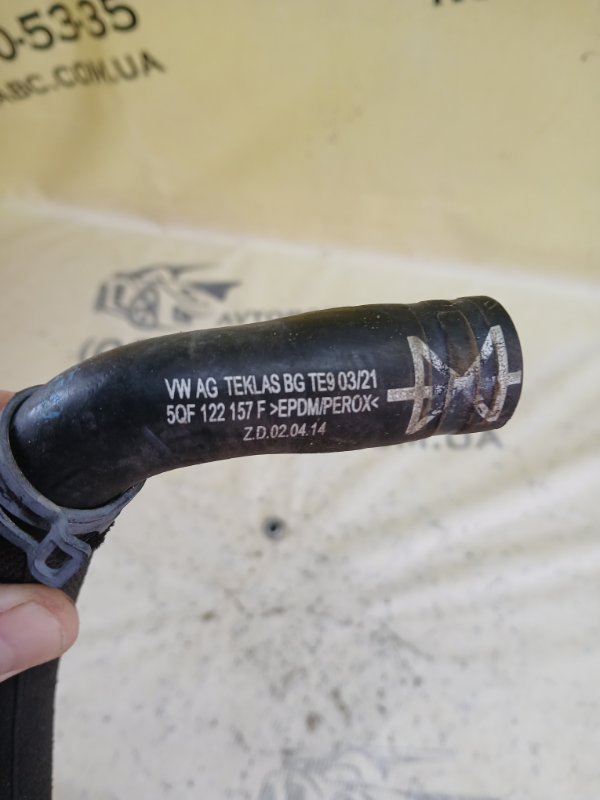 0-5335
ABC.COM.UA
VW AG TEKLAS BG TE9 03/21
5QF 122 157 F >EPDM/PEROX<
Z.D.02.04.14